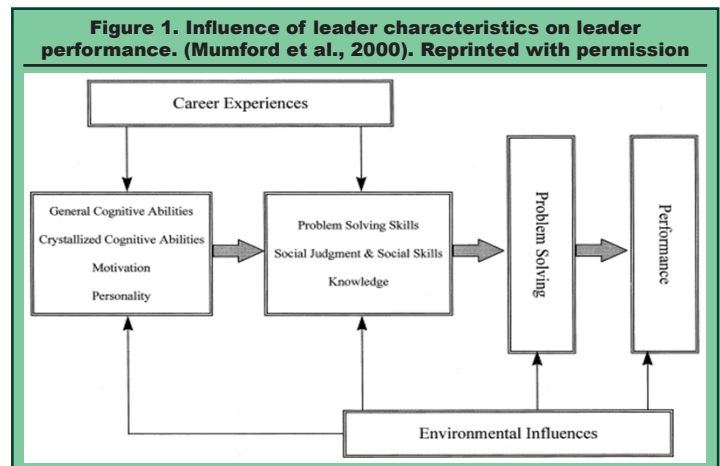 Figure 1. Influence of leader characteristics on leader
performance. (Mumford et al., 2000). Reprinted with permission
Career Experiences
General Cognitive Abilities
Crystallized Cognitive Abilities
Motivation
Personality
Problem Solving Skills
Social Judgment & Social Skills
Knowledge
Problem Solving
Performance
Environmental Influences